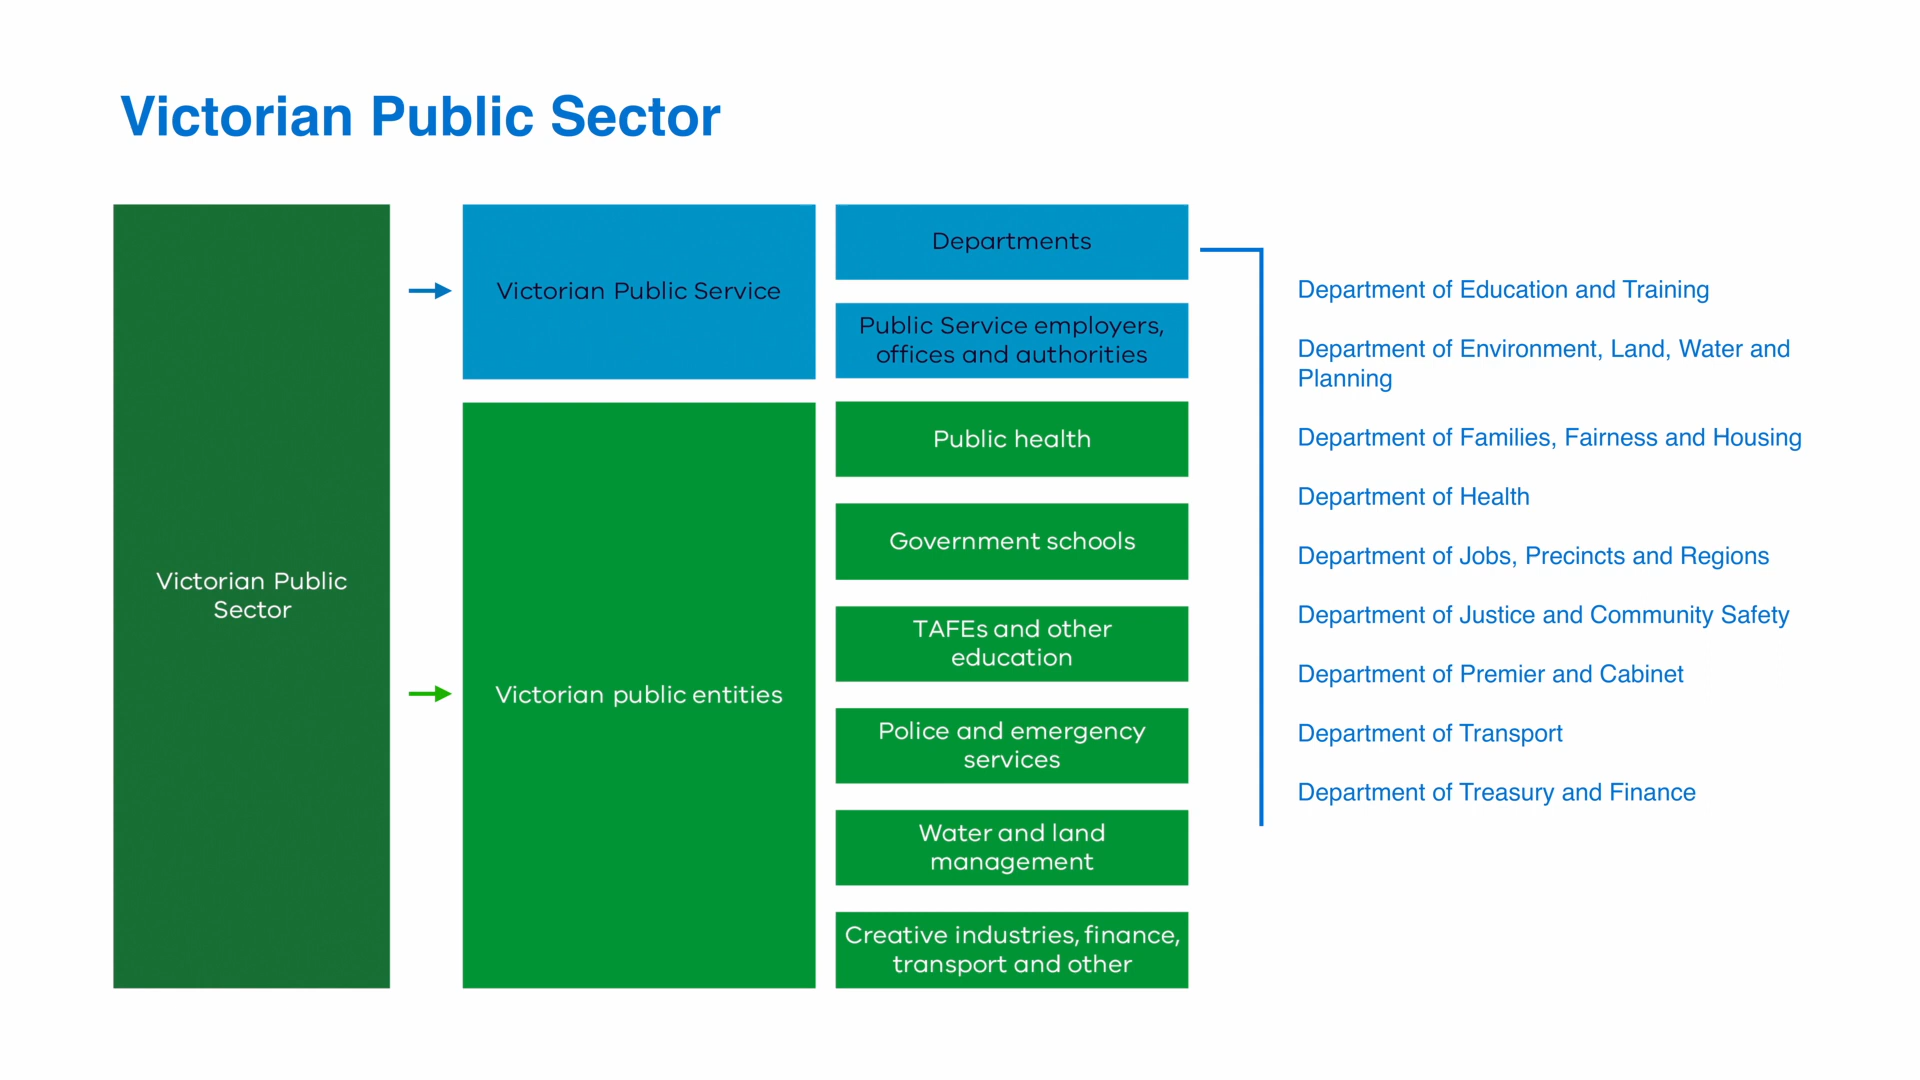 Victorian Public Sector
Victorian Public
Sector
Victorian Public Service
Victorian public entities
Departments
Public Service employers,
offices and authorities
Public health
Government schools
TAFEs and other
education
Police and emergency
services
Water and land
management
Creative industries, finance,
transport and other
Department of Education and Training
Department of Environment, Land, Water and
Planning
Department of Families, Fairness and Housing
Department of Health
Department of Jobs, Precincts and Regions
Department of Justice and Community Safety
Department of Premier and Cabinet
Department of Transport
Department of Treasury and Finance